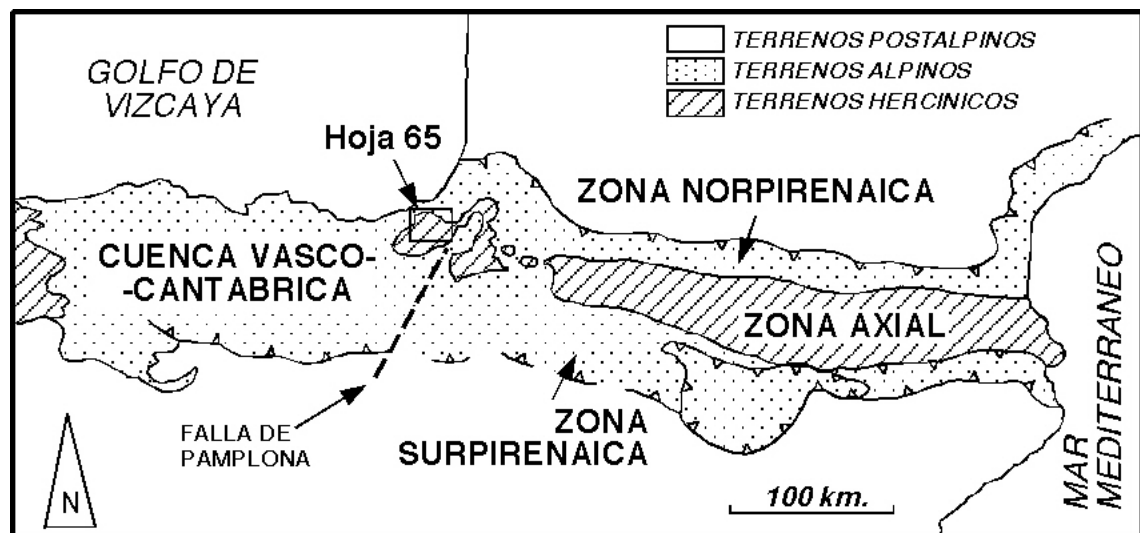 GOLFO DE
VIZCAYA
TERRENOS POSTALPINOS
TERRENOS ALPINOS
TERRENOS HERCINICOS
Hoja 65
ZONA NORPIRENAICA
CUENCA VASCO-
-CANTABRICA
ZONA AXIAL
FALLA DE
PAMPLONA
ZONA
SURPIRENAICA
MAR
MEDITERRANEO
N
100 km.